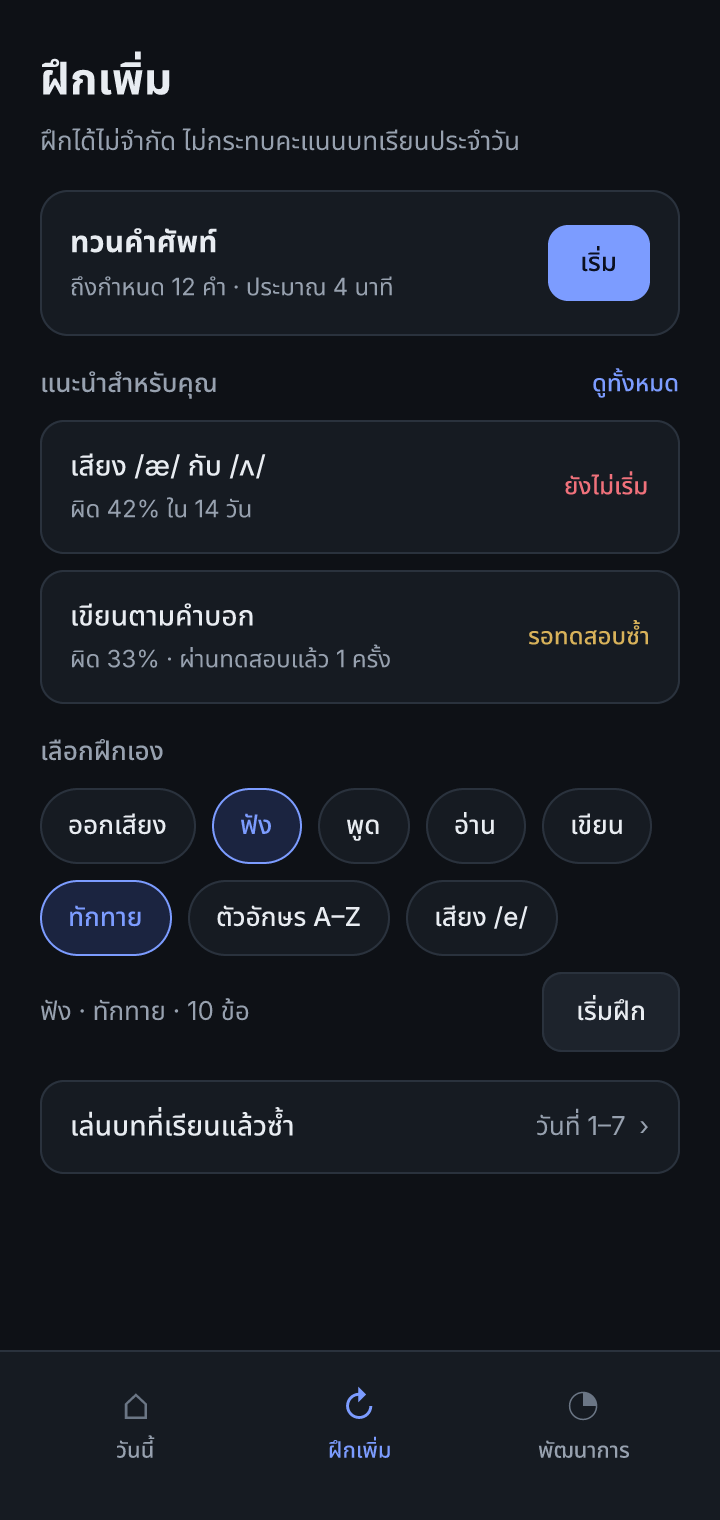 ฝึกเพิ่ม
ฝึกได้ไม่จำกัด ไม่กระทบคะแนนบทเรียนประจำวัน
ทวนคำศัพท์
ถึงกำหนด 12 คำ · ประมาณ 4 นาที
เริ่ม
แนะนำสำหรับคุณ
ดูทั้งหมด
เสียง /æ/ กับ /ʌ/
ผิด 42% ใน 14 วัน
ยังไม่เริ่ม
เขียนตามคำบอก
ผิด 33% · ผ่านทดสอบแล้ว 1 ครั้ง
รอทดสอบซ้ำ
เลือกฝึกเอง
ออกเสียง
ฟัง
พูด
อ่าน
เขียน
ทักทาย
ตัวอักษร A–Z
เสียง /e/
ฟัง · ทักทาย · 10 ข้อ
เริ่มฝึก
เล่นบทที่เรียนแล้วซ้ำ
วันที่ 1–7 ›
วันนี้
ฝึกเพิ่ม
พัฒนาการ